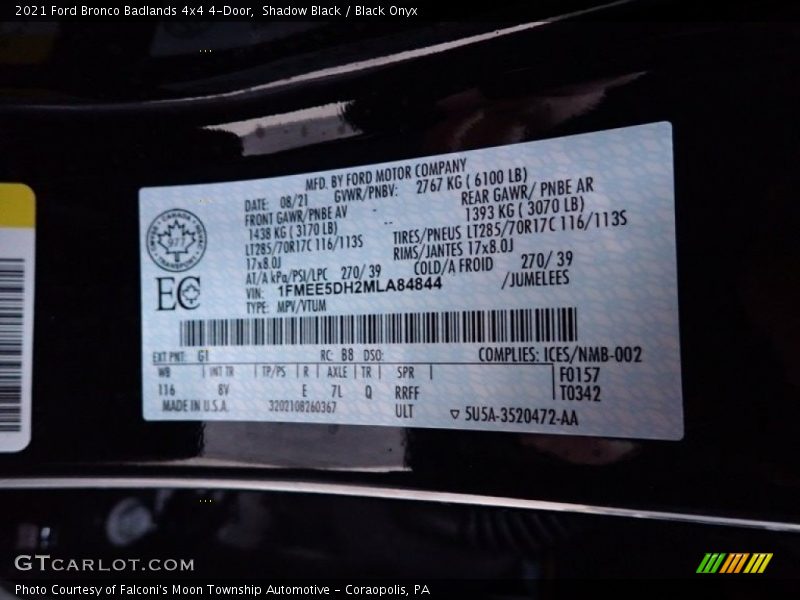 2021 Ford Bronco Badlands 4x4 4-Door, Shadow Black / Black Onyx
MFD. BY FORD MOTOR COMPANY
DATE: 08/21 GVWR/PNBV: 2767 KG ( 6100 LB)
FRONT GAWR/PNBE AV REAR GAWR/ PNBE AR
1438 KG ( 3170 LB) 1393 KG ( 3070 LB)
LT285/70R17C 116/113S TIRES/PNEUS LT285/70R17C 116/113S
17x8.0J RIMS/JANTES 17x8.0J
AT/A kPa/PSI/LPC 270/ 39 COLD/A FROID 270/ 39
VIN: 1FMEE5DH2MLA84844 /JUMELEES
TYPE: MPV/VTUM
CANADA
977
TRANSPORT
EC
EXT PNT: G1 RC: B8 DSO: COMPLIES: ICES/NMB-002
WB INT TR TP/PS R AXLE TR SPR F0157
116 8V E 7L Q RRFF T0342
MADE IN U.S.A. 3202108260367 ULT ▽ 5U5A-3520472-AA
GTCARLOT.COM
Photo Courtesy of Falconi's Moon Township Automotive - Coraopolis, PA